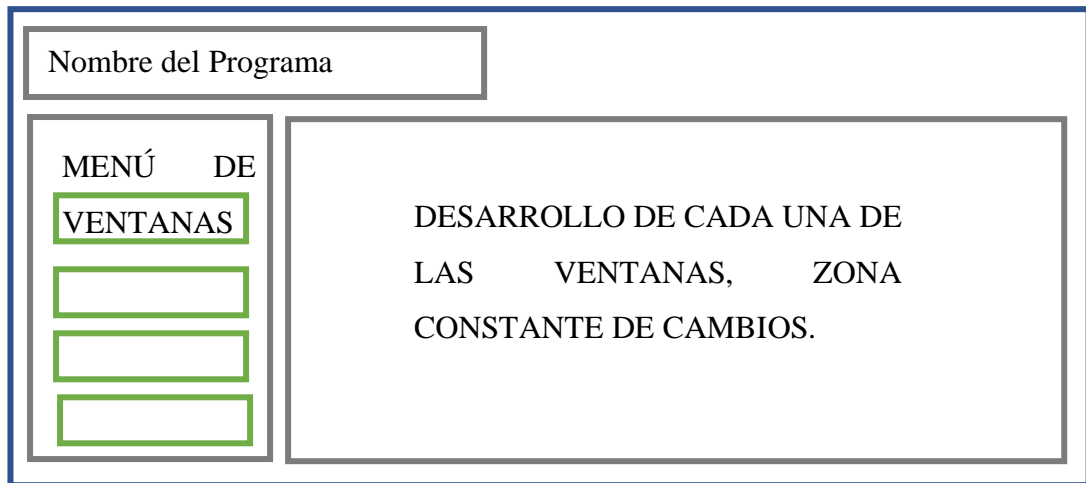 Nombre del Programa
MENÚ DE
VENTANAS
DESARROLLO DE CADA UNA DE
LAS VENTANAS, ZONA
CONSTANTE DE CAMBIOS.